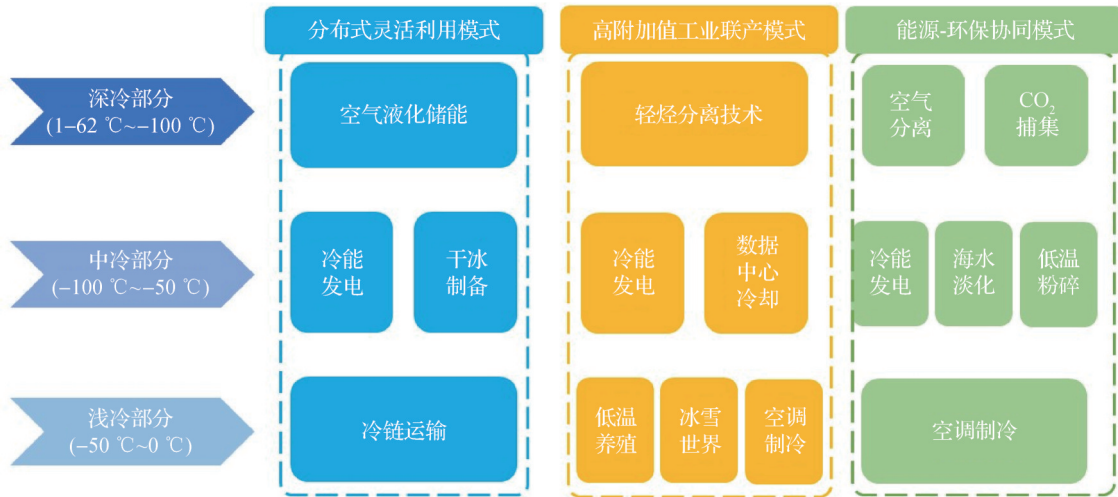 分布式灵活利用模式
高附加值工业联产模式
能源-环保协同模式
深冷部分
(1−62 ℃~−100 ℃)
空气液化储能
轻烃分离技术
空气
分离
CO₂
捕集
中冷部分
(−100 ℃~−50 ℃)
冷能
发电
干冰
制备
冷能
发电
数据
中心
冷却
冷能
发电
海水
淡化
低温
粉碎
浅冷部分
(−50 ℃~0 ℃)
冷链运输
低温
养殖
冰雪
世界
空调
制冷
空调制冷